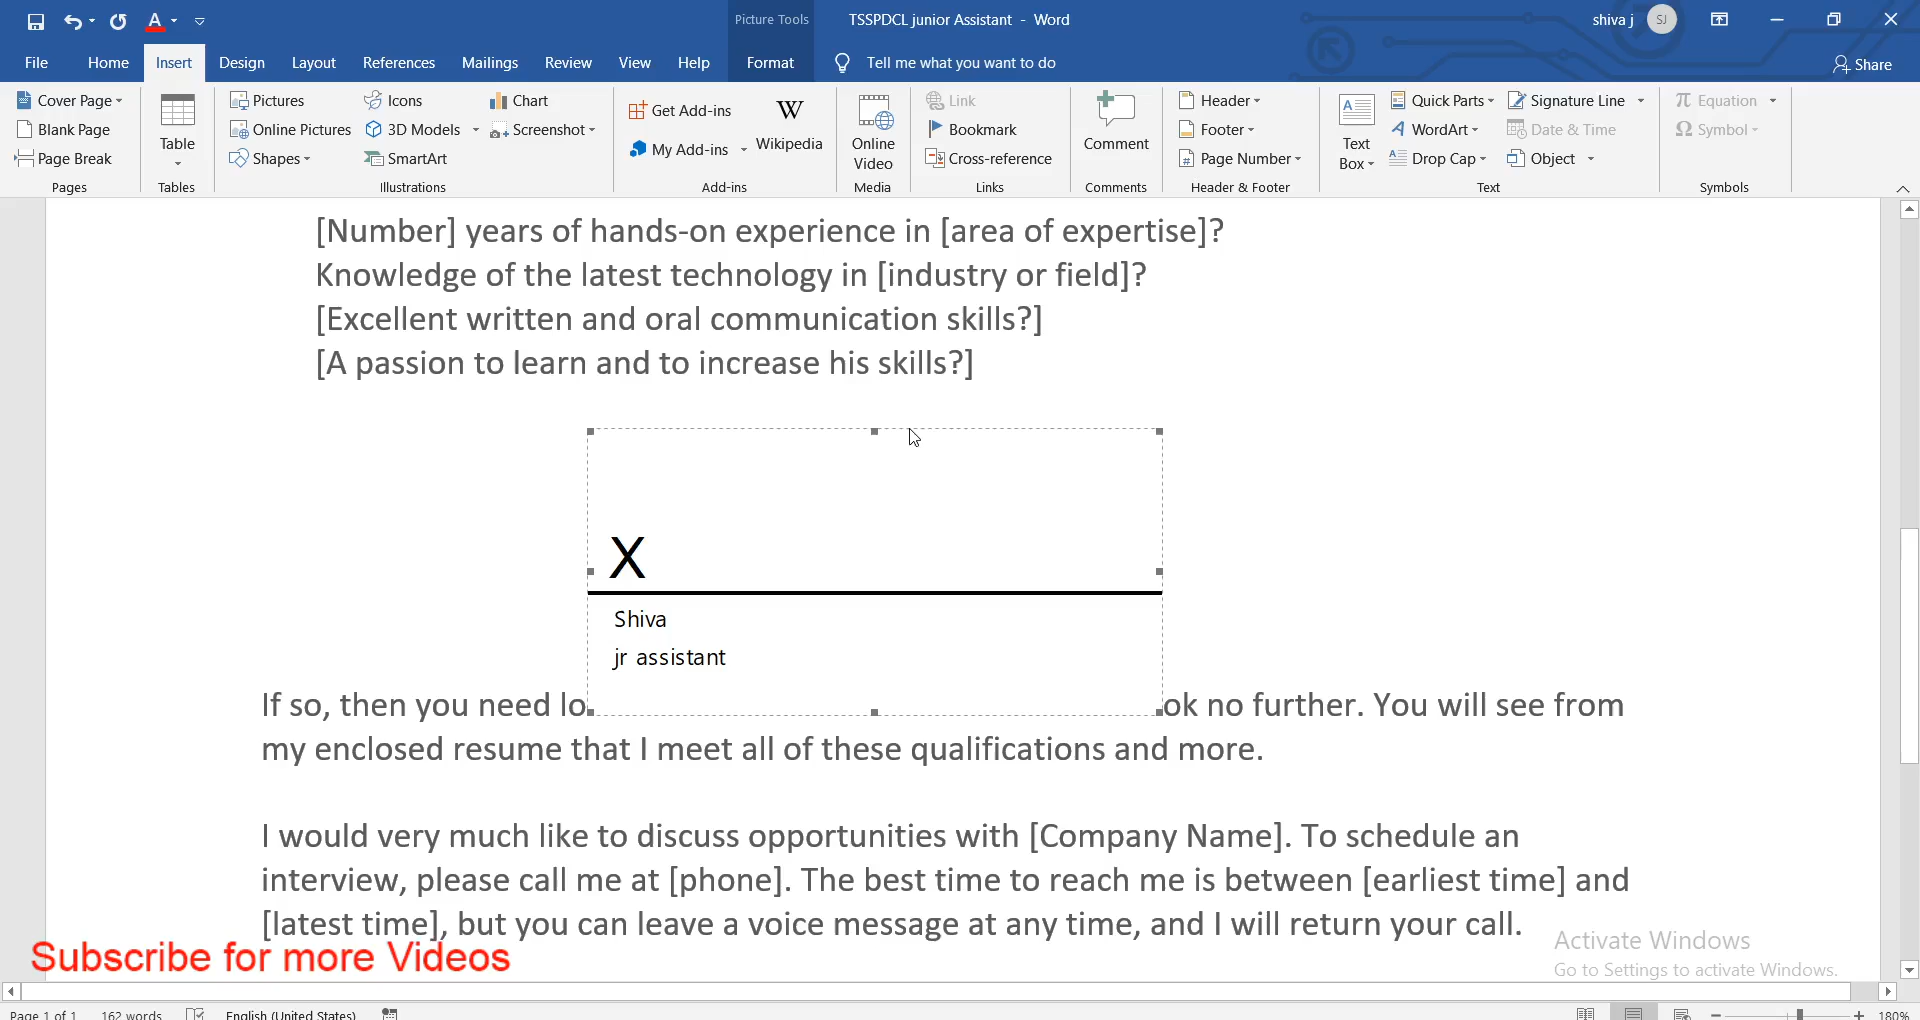 Picture Tools
TSSPDCL junior Assistant - Word
shiva j
SJ
File
Home
Insert
Design
Layout
References
Mailings
Review
View
Help
Format
Tell me what you want to do
Share
Cover Page
Blank Page
Page Break
Pages
Table
Tables
Pictures
Online Pictures
Shapes
Icons
3D Models
SmartArt
Chart
Screenshot
Illustrations
Get Add-ins
My Add-ins
W
Wikipedia
Add-ins
Online
Video
Media
Link
Bookmark
Cross-reference
Links
Comment
Comments
Header
Footer
Page Number
Header & Footer
Text
Box
Quick Parts
WordArt
Drop Cap
Signature Line
Date & Time
Object
Text
π Equation
Ω Symbol
Symbols
[Number] years of hands-on experience in [area of expertise]?
Knowledge of the latest technology in [industry or field]?
[Excellent written and oral communication skills?]
[A passion to learn and to increase his skills?]
X
Shiva
jr assistant
If so, then you need lo ok no further. You will see from
my enclosed resume that I meet all of these qualifications and more.
I would very much like to discuss opportunities with [Company Name]. To schedule an
interview, please call me at [phone]. The best time to reach me is between [earliest time] and
[latest time], but you can leave a voice message at any time, and I will return your call.
Subscribe for more Videos
Activate Windows
Go to Settings to activate Windows.
Page 1 of 1
162 words
English (United States)
180%